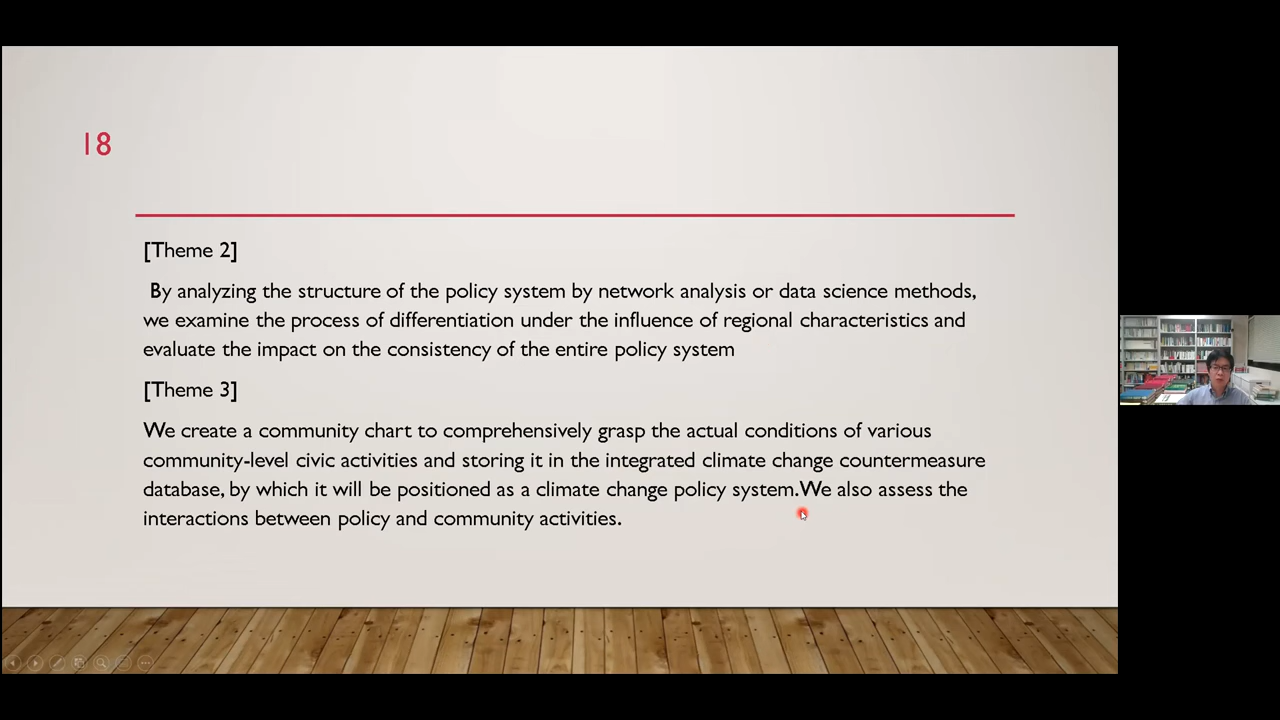 18
[Theme 2]
By analyzing the structure of the policy system by network analysis or data science methods,
we examine the process of differentiation under the influence of regional characteristics and
evaluate the impact on the consistency of the entire policy system
[Theme 3]
We create a community chart to comprehensively grasp the actual conditions of various
community-level civic activities and storing it in the integrated climate change countermeasure
database, by which it will be positioned as a climate change policy system.We also assess the
interactions between policy and community activities.